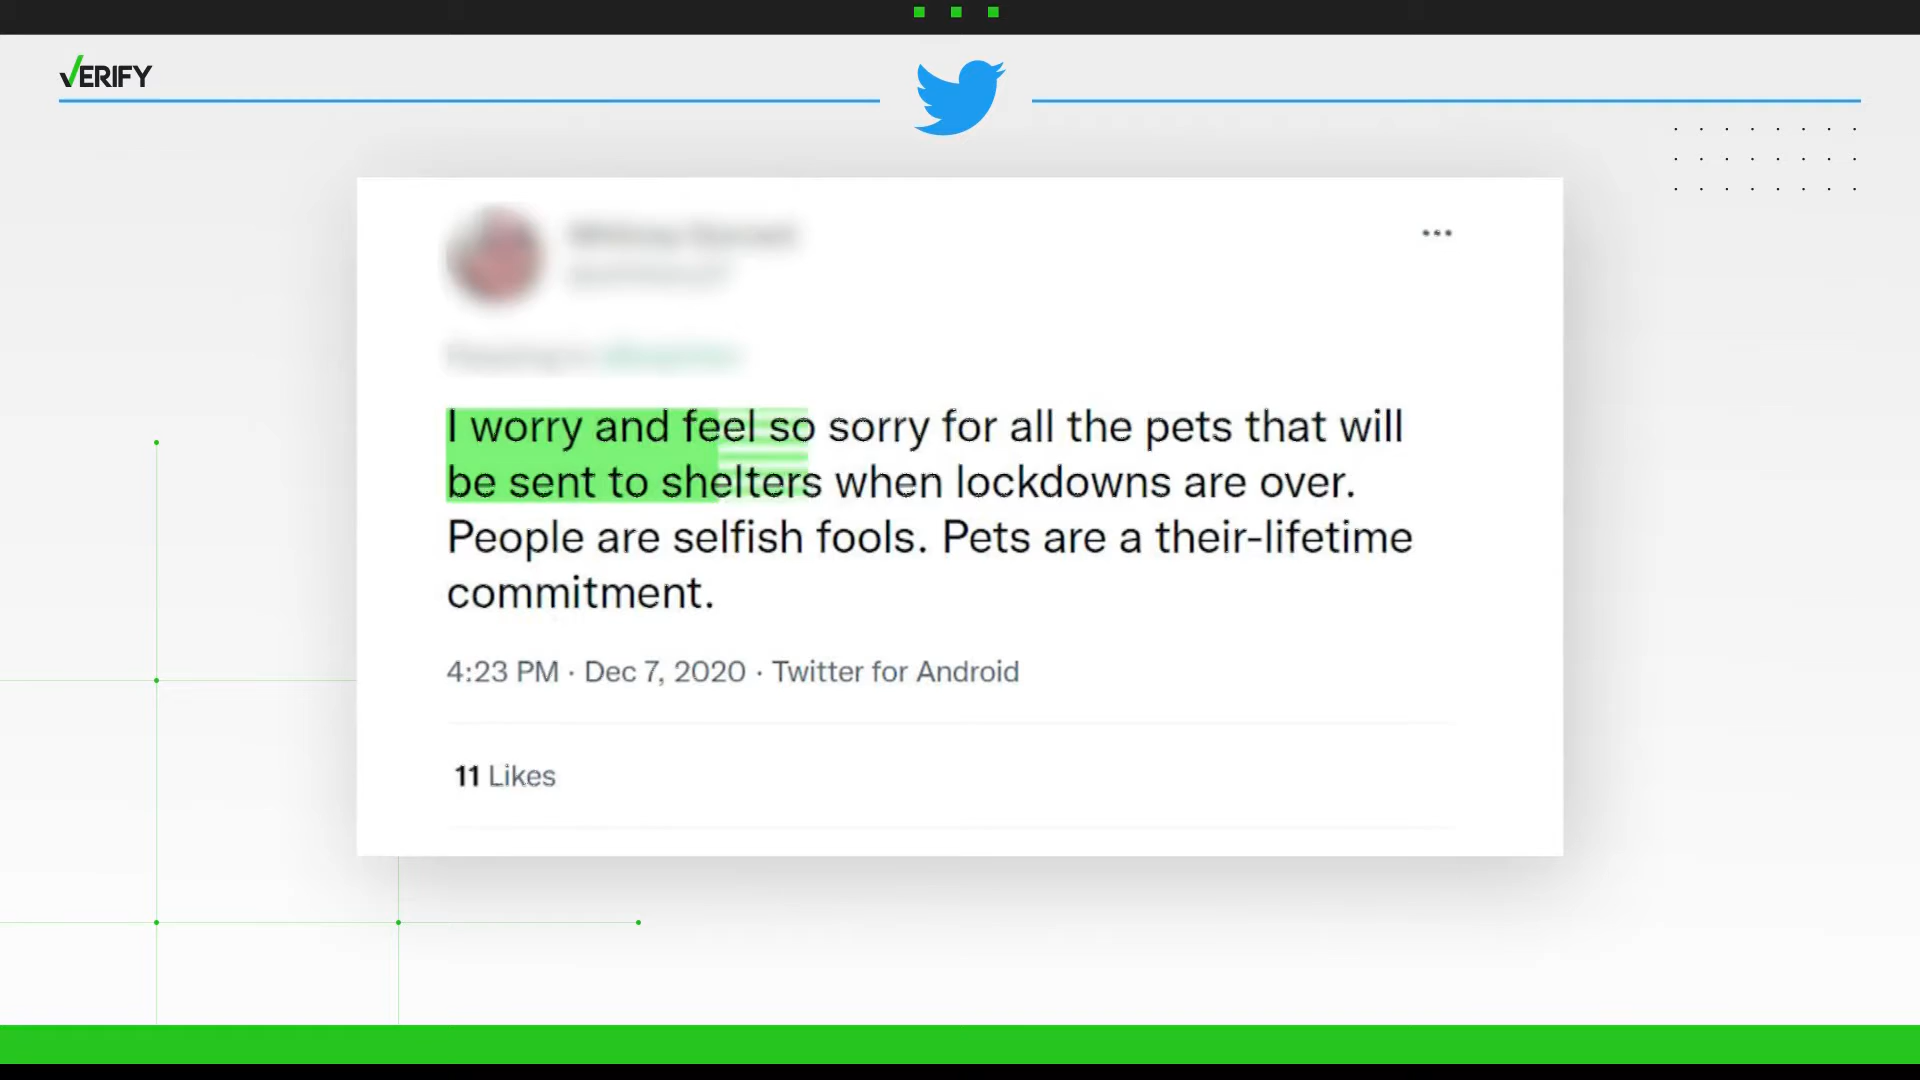 VERIFY
I worry and feel so sorry for all the pets that will
be sent to shelters when lockdowns are over.
People are selfish fools. Pets are a their-lifetime
commitment.
4:23 PM · Dec 7, 2020 · Twitter for Android
11 Likes